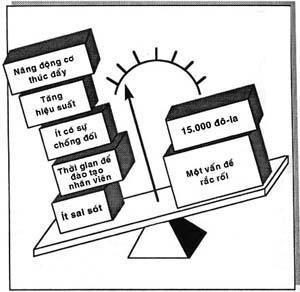 Năng động cơ
thúc đẩy
Tăng
hiệu suất
Ít có sự
chống đối
Thời gian để
đào tạo
nhân viên
Ít sai sót
15.000 đô-la
Một vấn đề
rắc rối